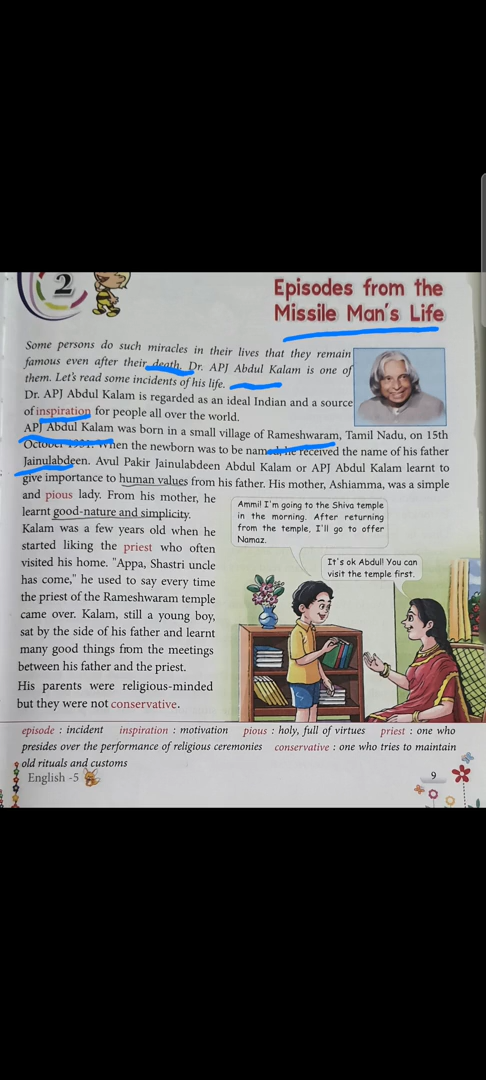 2
Episodes from the
Missile Man's Life
Some persons do such miracles in their lives that they remain
famous even after their death. Dr. APJ Abdul Kalam is one of
them. Let's read some incidents of his life.
Dr. APJ Abdul Kalam is regarded as an ideal Indian and a source
of inspiration for people all over the world.
APJ Abdul Kalam was born in a small village of Rameshwaram, Tamil Nadu, on 15th
October 1931. When the newborn was to be named, he received the name of his father
Jainulabdeen. Avul Pakir Jainulabdeen Abdul Kalam or APJ Abdul Kalam learnt to
give importance to human values from his father. His mother, Ashiamma, was a simple
and pious lady. From his mother, he
learnt good-nature and simplicity.
Kalam was a few years old when he
started liking the priest who often
visited his home. "Appa, Shastri uncle
has come," he used to say every time
the priest of the Rameshwaram temple
came over. Kalam, still a young boy,
sat by the side of his father and learnt
many good things from the meetings
between his father and the priest.
His parents were religious-minded
but they were not conservative.
Ammi! I'm going to the Shiva temple
in the morning. After returning
from the temple, I'll go to offer
Namaz.
It's ok Abdul! You can
visit the temple first.
episode : incident inspiration : motivation pious : holy, full of virtues priest : one who
presides over the performance of religious ceremonies conservative : one who tries to maintain
old rituals and customs
English -5
9